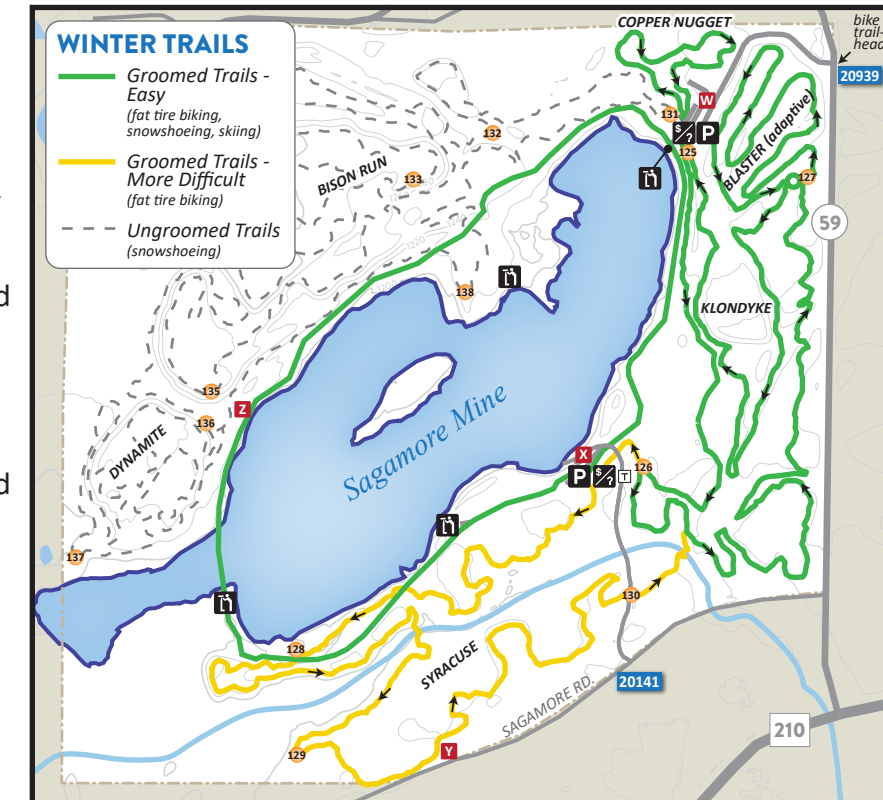 WINTER TRAILS
Groomed Trails -
Easy
(fat tire biking,
snowshoeing, skiing)
Groomed Trails -
More Difficult
(fat tire biking)
Ungroomed Trails
(snowshoeing)
COPPER NUGGET
bike
trail-
head
20939
W
131
$/?
P
125
BLASTER (adaptive)
127
132
BISON RUN
133
1220
1220
59
138
KLONDYKE
135
Z
136
DYNAMITE
Sagamore Mine
X
P
$/?
T
126
137
130
128
SYRACUSE
20141
SAGAMORE RD.
210
129
Y
d
d